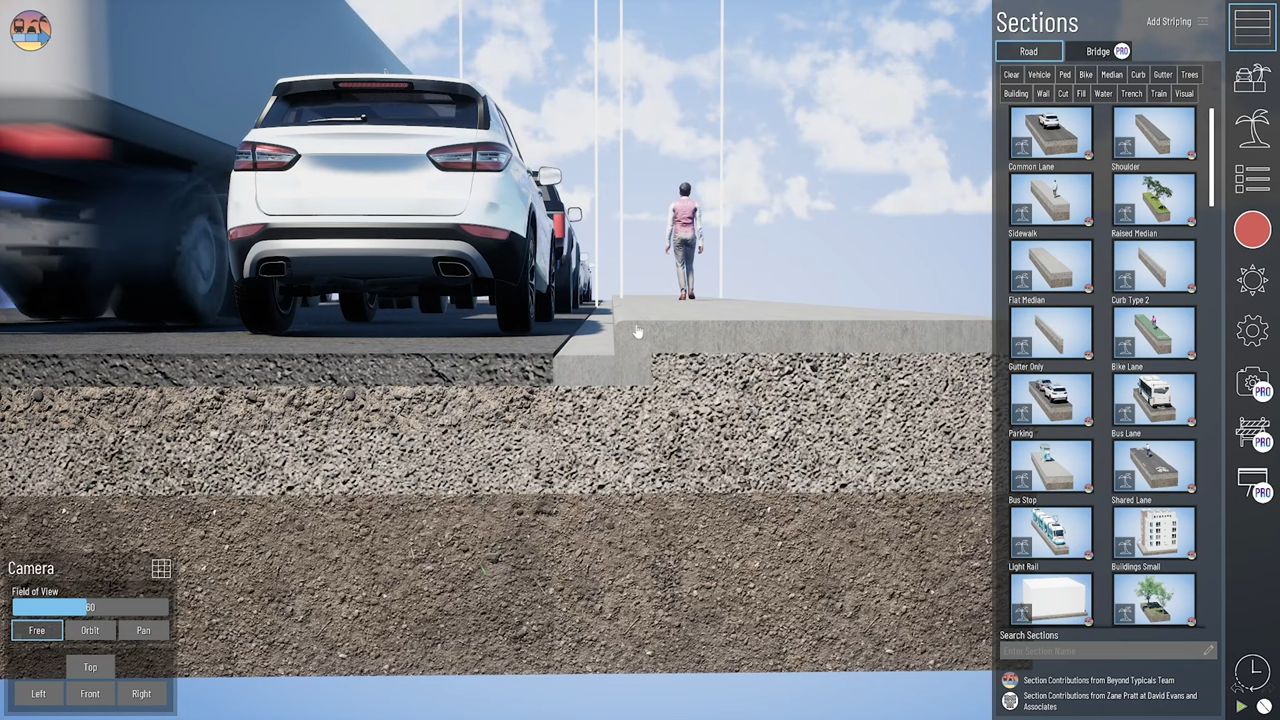 Sections
Add Striping
Road
Bridge PRO
Clear Vehicle Ped Bike Median Curb Gutter Trees
Building Wall Cut Fill Water Trench Train Visual
Common Lane Shoulder
Sidewalk Raised Median
Flat Median Curb Type 2
Gutter Only Bike Lane
Parking Bus Lane
Bus Stop Shared Lane
Light Rail Buildings Small
Search Sections
Enter Section Name
Section Contributions from Beyond Typicals Team
Section Contributions from Zane Pratt at David Evans and
Associates
PRO
PRO
PRO
Camera
Field of View
60
Free Orbit Pan
Top
Left Front Right